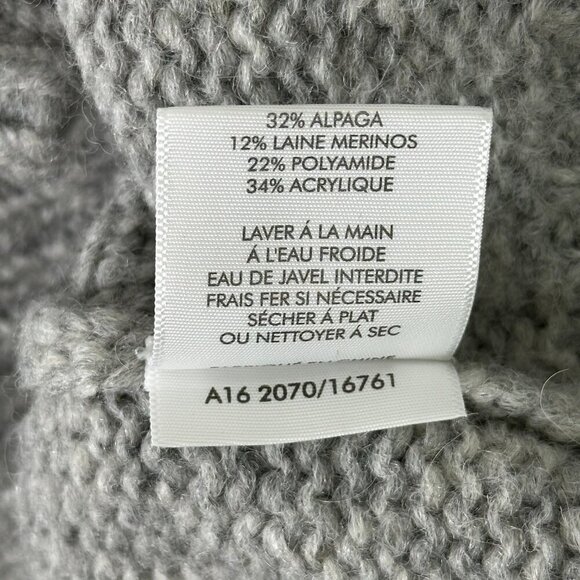 32% ALPAGA
12% LAINE MERINOS
22% POLYAMIDE
34% ACRYLIQUE
LAVER Á LA MAIN
Á L'EAU FROIDE
EAU DE JAVEL INTERDITE
FRAIS FER SI NÉCESSAIRE
SÉCHER Á PLAT
OU NETTOYER Á SEC
A16 2070/16761